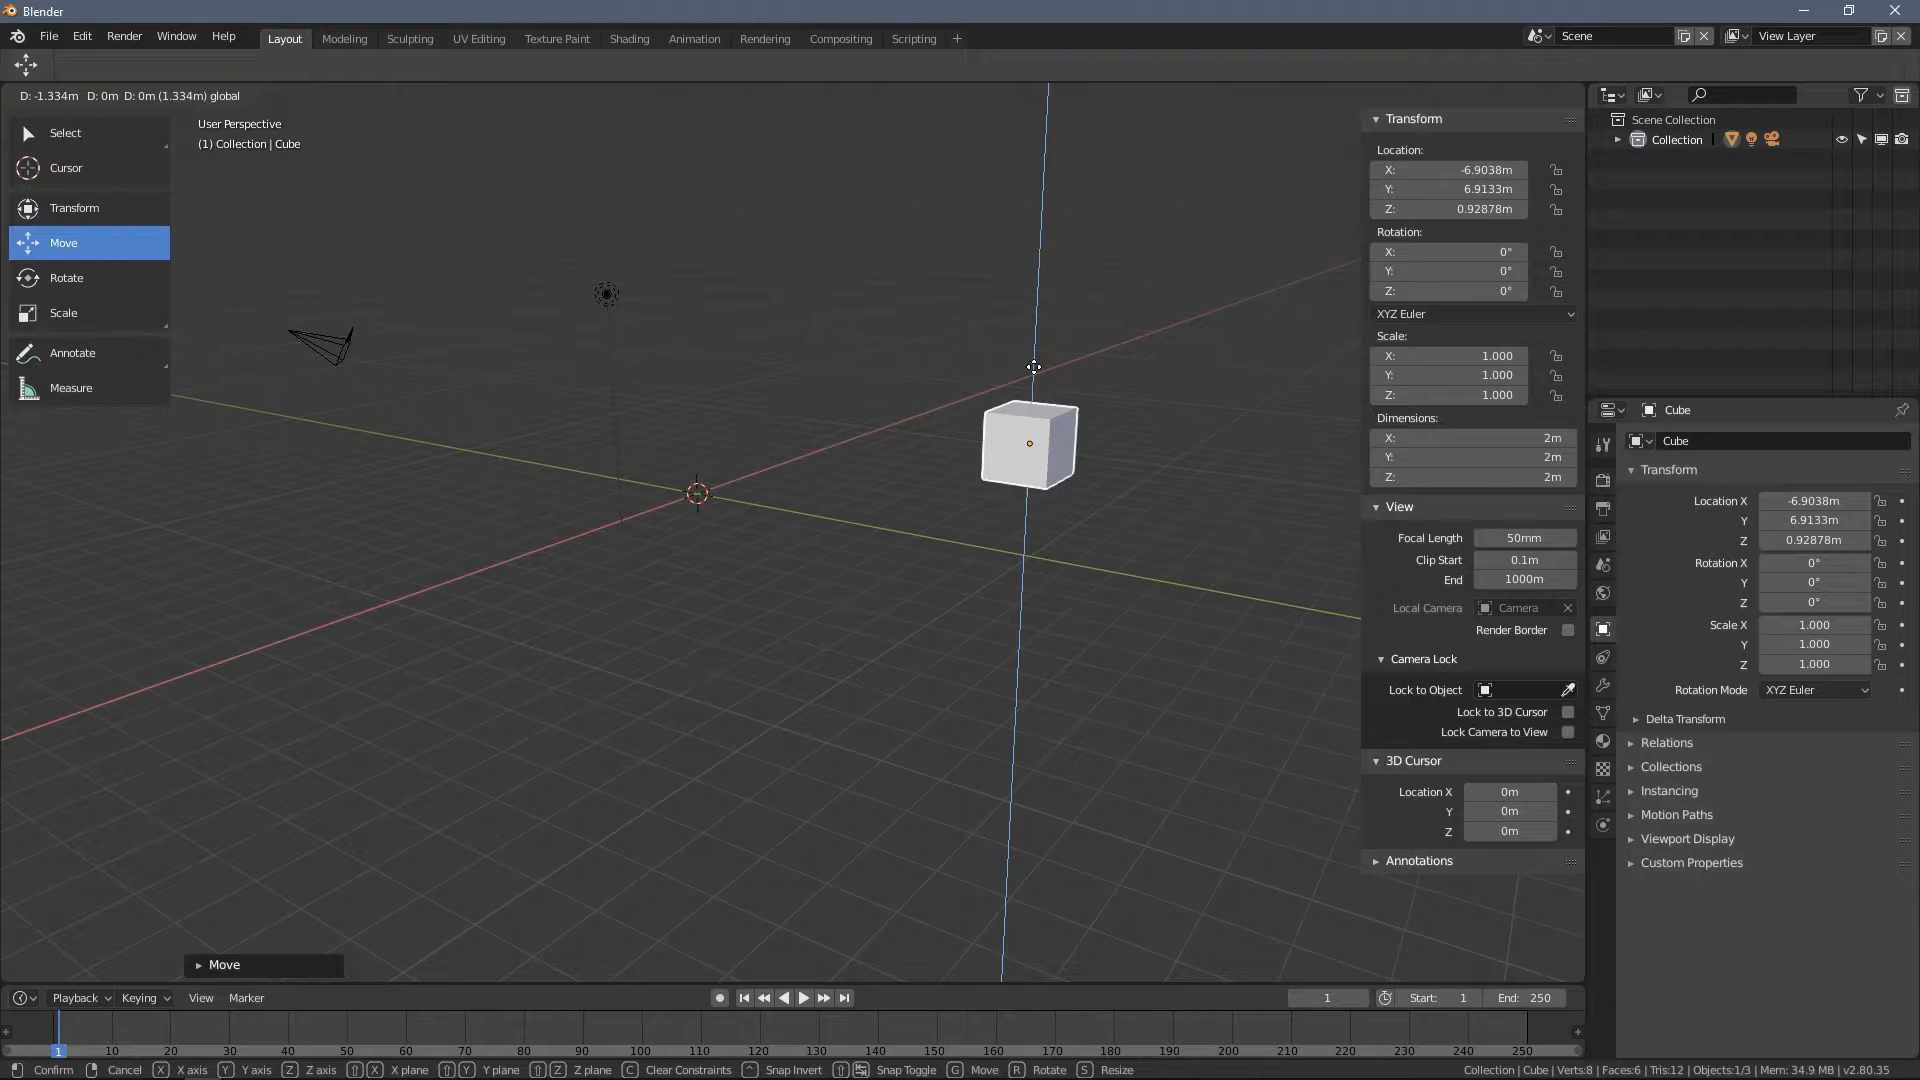 Blender
File Edit Render Window Help Layout Modeling Sculpting UV Editing Texture Paint Shading Animation Rendering Compositing Scripting Scene View Layer
D: -1.334m D: 0m D: 0m (1.334m) global
User Perspective
(1) Collection | Cube
Select
Cursor
Transform
Move
Rotate
Scale
Annotate
Measure
Move
Transform
Location:
X: -6.9038m
Y: 6.9133m
Z: 0.92878m
Rotation:
X: 0°
Y: 0°
Z: 0°
XYZ Euler
Scale:
X: 1.000
Y: 1.000
Z: 1.000
Dimensions:
X: 2m
Y: 2m
Z: 2m
View
Focal Length 50mm
Clip Start 0.1m
End 1000m
Local Camera Camera
Render Border
Camera Lock
Lock to Object
Lock to 3D Cursor
Lock Camera to View
3D Cursor
Location X 0m
Y 0m
Z 0m
Annotations
Scene Collection
Collection
Cube
Cube
Transform
Location X -6.9038m
Y 6.9133m
Z 0.92878m
Rotation X 0°
Y 0°
Z 0°
Scale X 1.000
Y 1.000
Z 1.000
Rotation Mode XYZ Euler
Delta Transform
Relations
Collections
Instancing
Motion Paths
Viewport Display
Custom Properties
Playback Keying View Marker 1 Start: 1 End: 250
1 10 20 30 40 50 60 70 80 90 100 110 120 130 140 150 160 170 180 190 200 210 220 230 240 250
Confirm Cancel X X axis Y Y axis Z Z axis X X plane Y Y plane Z Z plane C Clear Constraints Snap Invert Snap Toggle G Move R Rotate S Resize Collection | Cube | Verts:8 | Faces:6 | Tris:12 | Objects:1/3 | Mem: 34.9 MB | v2.80.35